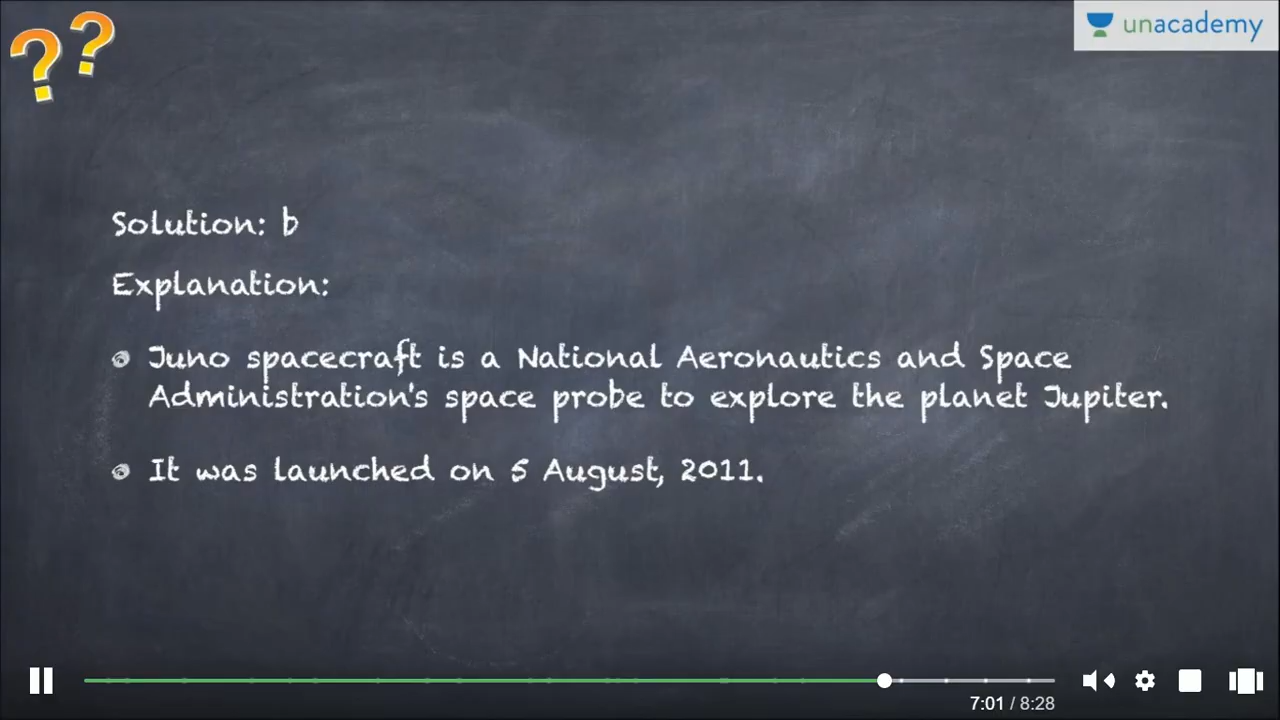 unacademy
Solution: b
Explanation:
Juno spacecraft is a National Aeronautics and Space
Administration's space probe to explore the planet Jupiter.
It was launched on 5 August, 2011.
7:01 / 8:28